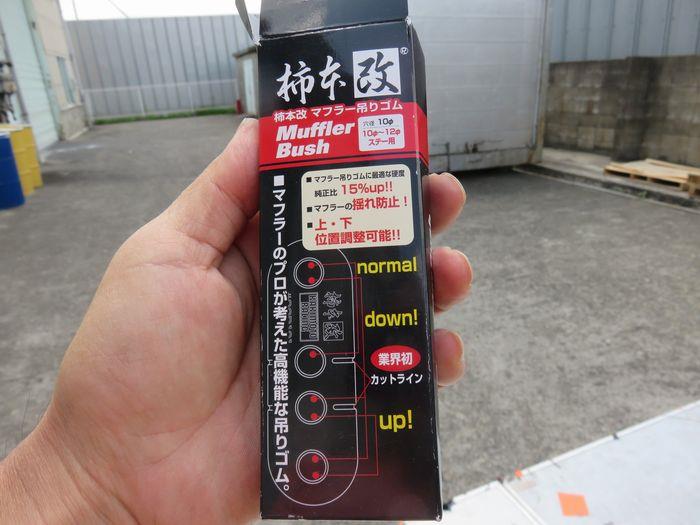 柿本改®
柿本改 マフラー吊りゴム
Muffler
Bush
穴径 10φ
10φ～12φ
ステー用
■マフラー吊りゴムに最適な硬度
純正比 15%up!!
■マフラーの揺れ防止！
■上・下
位置調整可能!!
■マフラーのプロが考えた高機能な吊りゴム。
normal
down!
業界初
カットライン
up!